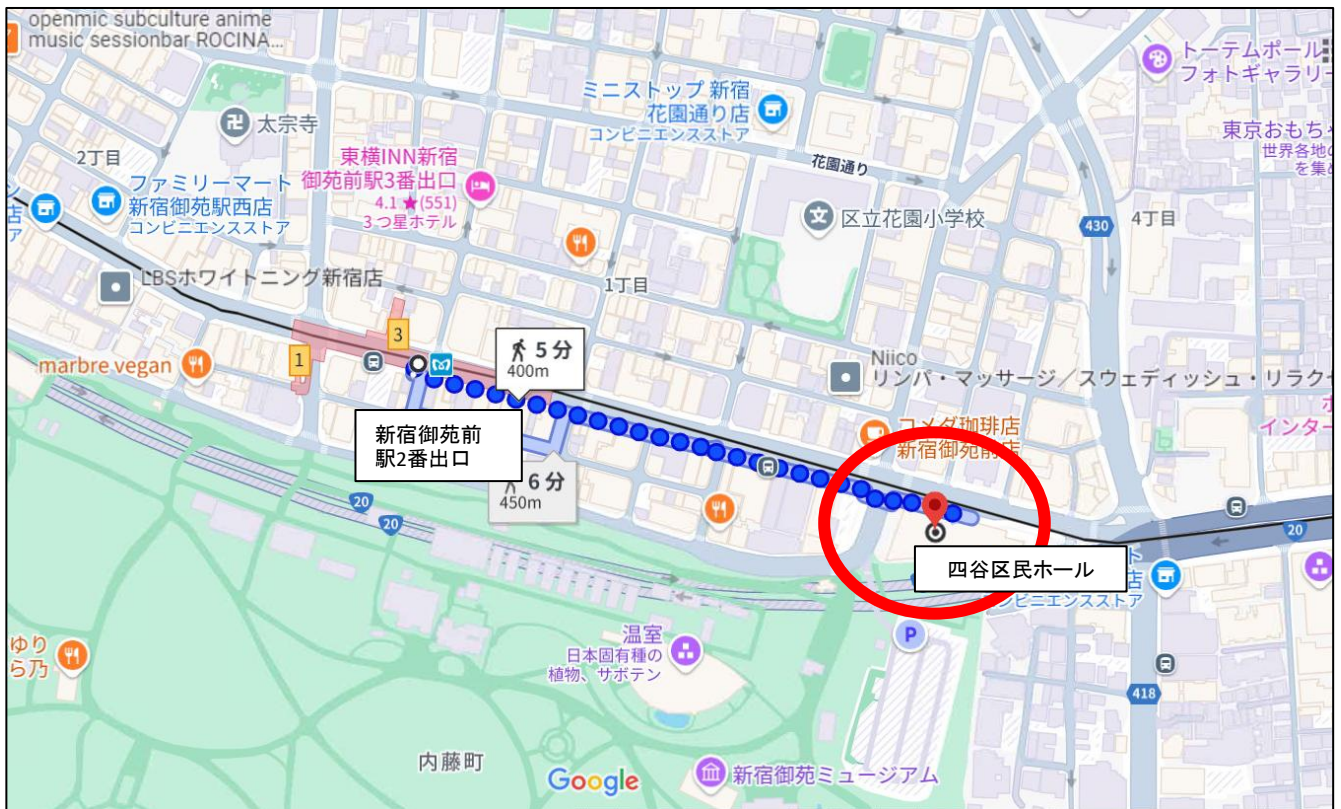 openmic subculture anime
music sessionbar ROCINA...
トーテムポール
フォトギャラリー
ミニストップ 新宿
花園通り店
コンビニエンスストア
太宗寺
東京おもち
世界各地の
を集め
花園通り
2丁目
東横INN新宿
御苑前駅3番出口
4.1 ★(551)
3つ星ホテル
ファミリーマート
新宿御苑駅西店
コンビニエンスストア
店
ア
区立花園小学校
430
4丁目
LBSホワイトニング新宿店
1丁目
3
1
marbre vegan
5 分
400m
Niico
リンパ・マッサージ／スウェディッシュ・リラク
新宿御苑前
駅2番出口
コメダ珈琲店
新宿御苑前店
インター
6 分
450m
20
20
20
四谷区民ホール
ト
店
コンビニエンスストア
P
温室
日本固有種の
植物、サボテン
ゆり
ら乃
418
内藤町
Google
新宿御苑ミュージアム